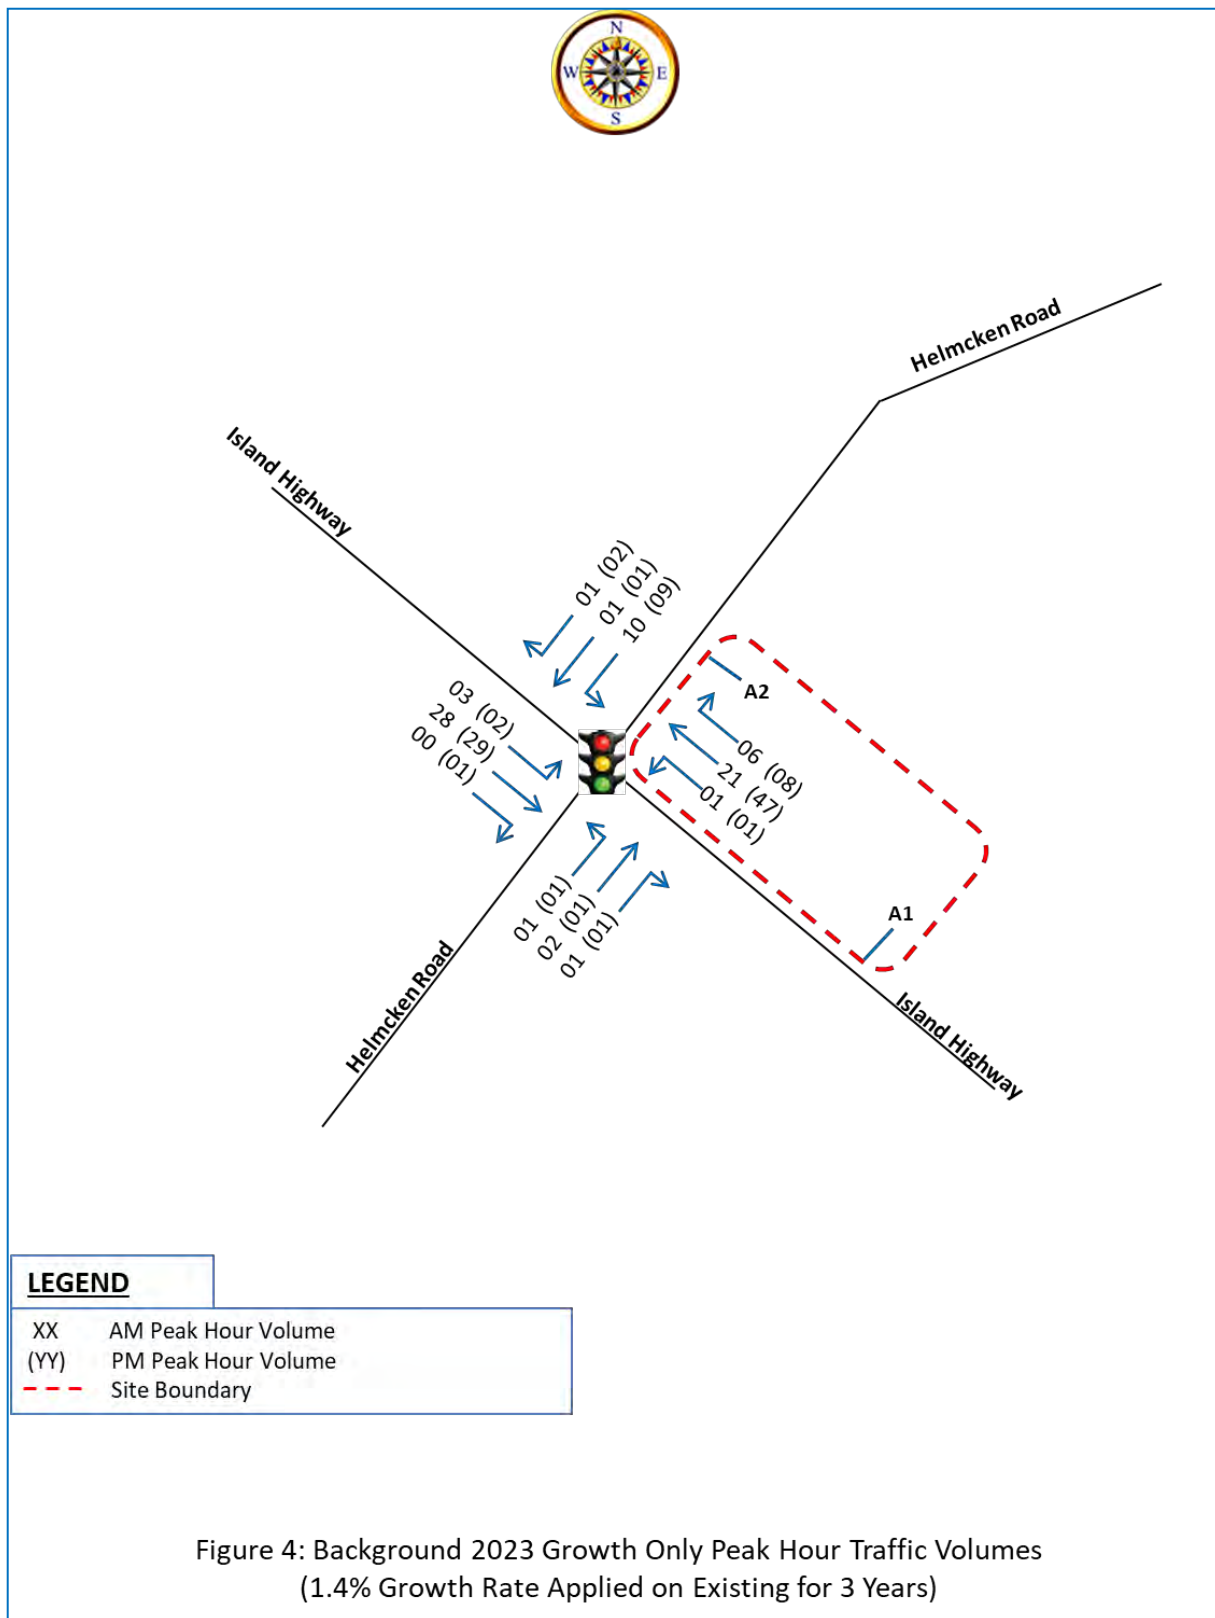 N
W E
S
Helmcken Road
Island Highway
01 (02)
01 (01)
10 (09)
03 (02)
28 (29)
00 (01)
A2
06 (08)
21 (47)
01 (01)
01 (01)
02 (01)
01 (01)
A1
Helmcken Road
Island Highway
LEGEND
XX AM Peak Hour Volume
(YY) PM Peak Hour Volume
Site Boundary
Figure 4: Background 2023 Growth Only Peak Hour Traffic Volumes
(1.4% Growth Rate Applied on Existing for 3 Years)